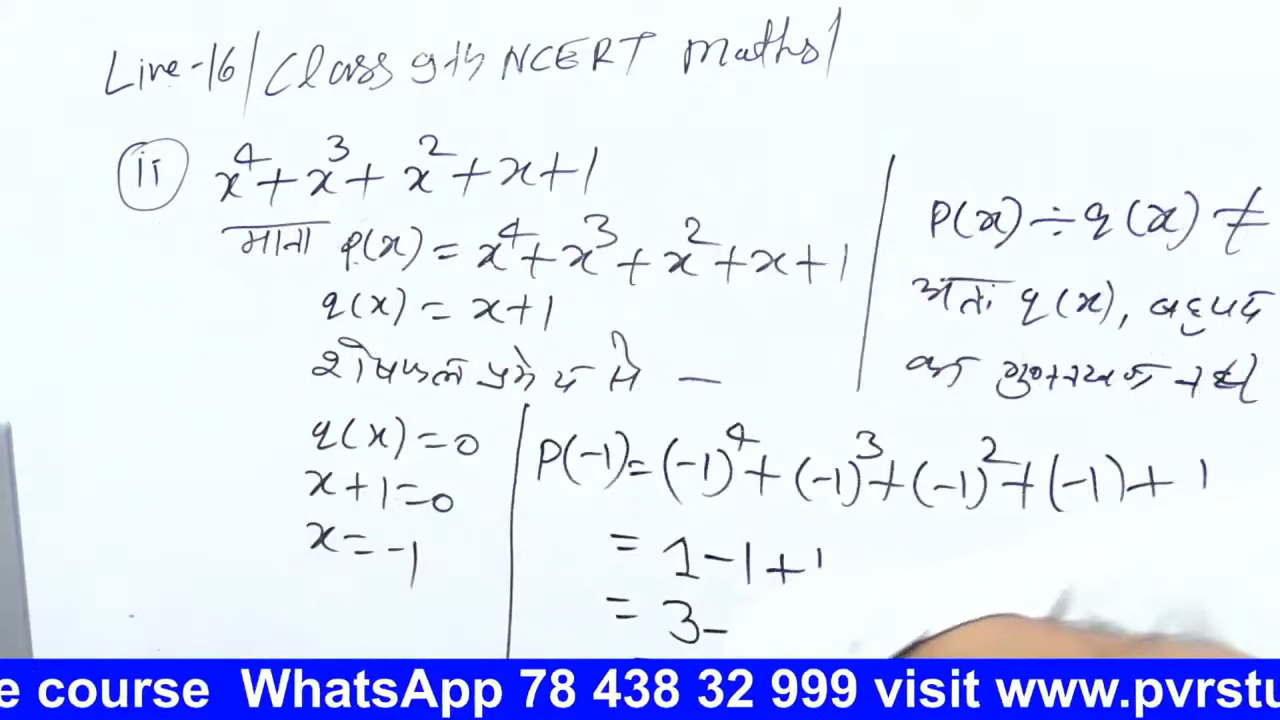 Live-16/Class 9th NCERT Maths/
ii x⁴+x³+x²+x+1
माना p(x) = x⁴+x³+x²+x+1
q(x) = x+1
शेषफल प्रमेय से —
q(x)=0
x+1=0
x=-1
P(-1)=(-1)⁴+(-1)³+(-1)²+(-1)+1
= 1-1+1
= 3-
P(x)÷q(x) ≠
अतः q(x), बहुपद
का गुणनखण्ड नहीं
e course WhatsApp 78 438 32 999 visit www.pvrstu